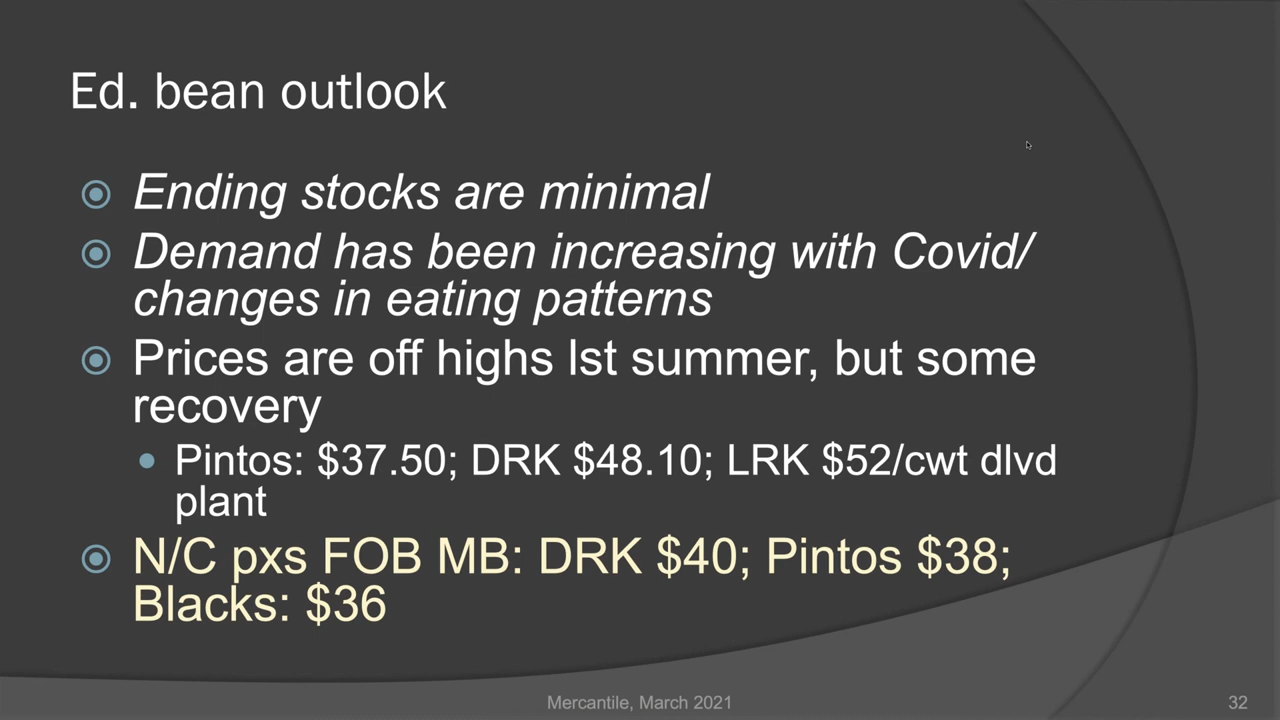 Ed. bean outlook
Ending stocks are minimal
Demand has been increasing with Covid/
changes in eating patterns
Prices are off highs lst summer, but some
recovery
Pintos: $37.50; DRK $48.10; LRK $52/cwt dlvd
plant
N/C pxs FOB MB: DRK $40; Pintos $38;
Blacks: $36
Mercantile, March 2021
32